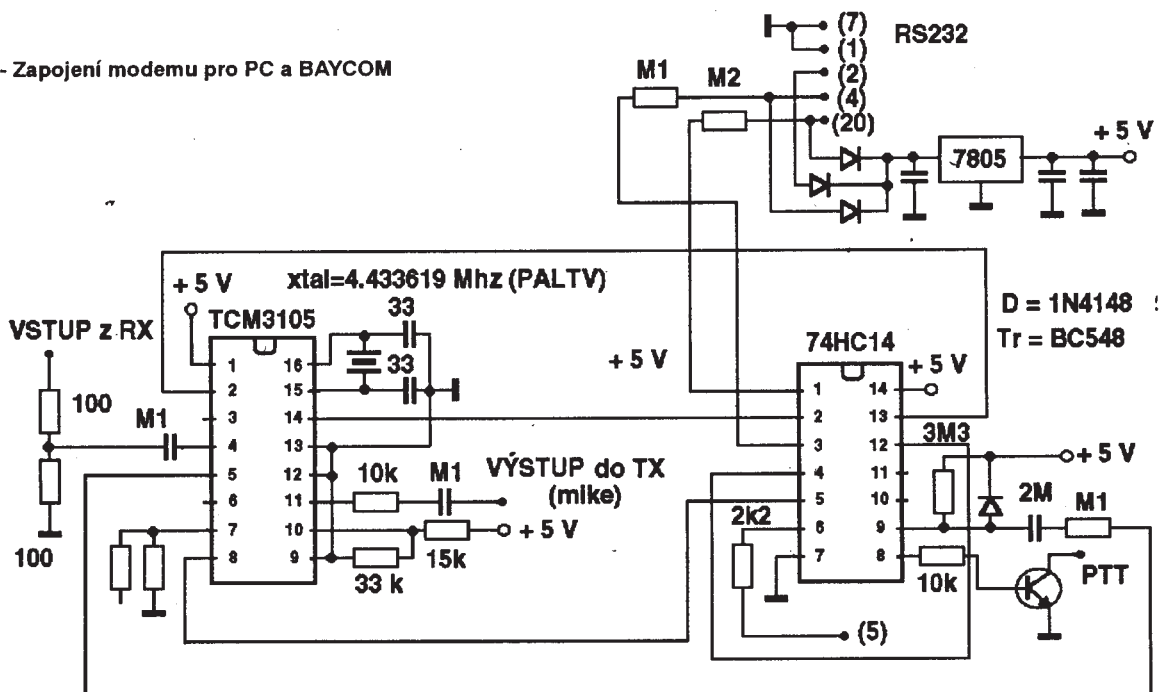 - Zapojení modemu pro PC a BAYCOM
(7)
RS232
(1)
(2)
(4)
(20)
M1
M2
+ 5 V
7805
xtal=4.433619 Mhz (PALTV)
+ 5 V
33
33
TCM3105
VSTUP z RX
100
M1
100
1
2
3
4
5
6
7
8
16
15
14
13
12
11
10
9
10k
M1
VÝSTUP do TX
(mike)
+ 5 V
15k
33 k
D = 1N4148
Tr = BC548
+ 5 V
74HC14
+ 5 V
1
2
3
4
5
6
7
14
13
12
11
10
9
8
3M3
+ 5 V
2M
M1
2k2
10k
PTT
(5)